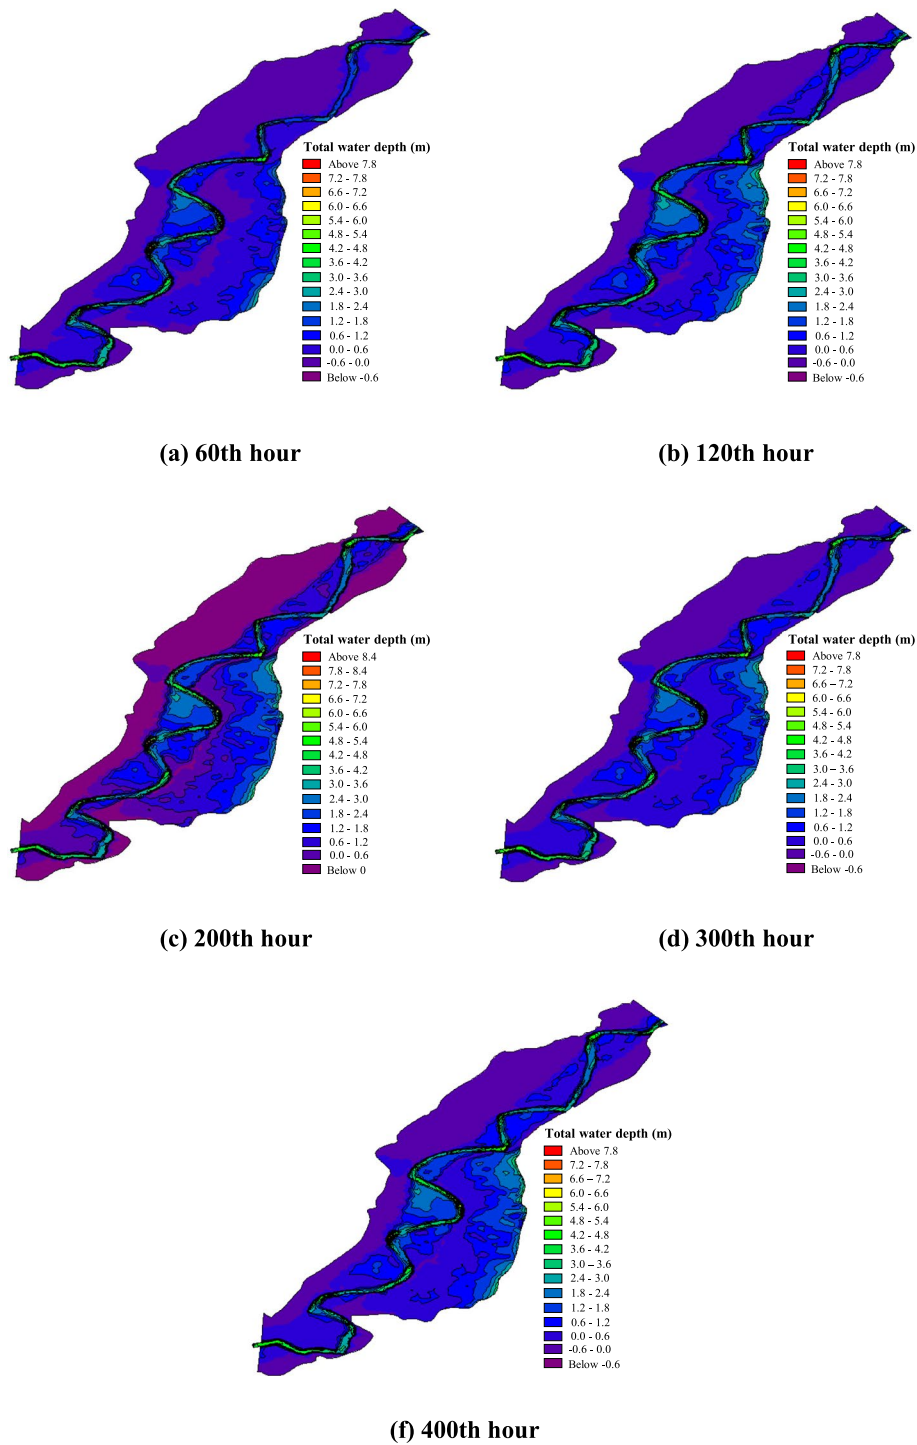 Total water depth (m)
Above 7.8
7.2 - 7.8
6.6 - 7.2
6.0 - 6.6
5.4 - 6.0
4.8 - 5.4
4.2 - 4.8
3.6 - 4.2
3.0 - 3.6
2.4 - 3.0
1.8 - 2.4
1.2 - 1.8
0.6 - 1.2
0.0 - 0.6
-0.6 - 0.0
Below -0.6
(a) 60th hour
Total water depth (m)
Above 7.8
7.2 - 7.8
6.6 - 7.2
6.0 - 6.6
5.4 - 6.0
4.8 - 5.4
4.2 - 4.8
3.6 - 4.2
3.0 - 3.6
2.4 - 3.0
1.8 - 2.4
1.2 - 1.8
0.6 - 1.2
0.0 - 0.6
-0.6 - 0.0
Below -0.6
(b) 120th hour
Total water depth (m)
Above 8.4
7.8 - 8.4
7.2 - 7.8
6.6 - 7.2
6.0 - 6.6
5.4 - 6.0
4.8 - 5.4
4.2 - 4.8
3.6 - 4.2
3.0 - 3.6
2.4 - 3.0
1.8 - 2.4
1.2 - 1.8
0.6 - 1.2
0.0 - 0.6
Below 0
(c) 200th hour
Total water depth (m)
Above 7.8
7.2 - 7.8
6.6 – 7.2
6.0 - 6.6
5.4 - 6.0
4.8 - 5.4
4.2 - 4.8
3.6 - 4.2
3.0 – 3.6
2.4 - 3.0
1.8 - 2.4
1.2 - 1.8
0.6 - 1.2
0.0 - 0.6
-0.6 - 0.0
Below -0.6
(d) 300th hour
Total water depth (m)
Above 7.8
7.2 - 7.8
6.6 – 7.2
6.0 - 6.6
5.4 - 6.0
4.8 - 5.4
4.2 - 4.8
3.6 - 4.2
3.0 – 3.6
2.4 - 3.0
1.8 - 2.4
1.2 - 1.8
0.6 - 1.2
0.0 - 0.6
-0.6 - 0.0
Below -0.6
(f) 400th hour